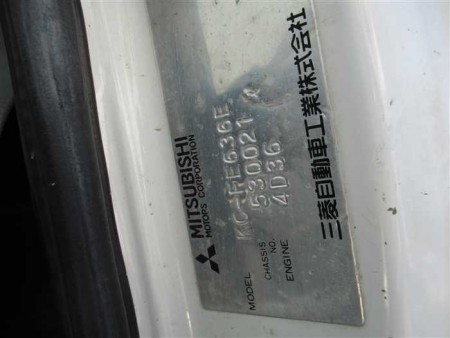 MITSUBISHI
MOTORS CORPORATION
MODEL KC-FE636E
CHASSIS NO. 530021
ENGINE 4D36
三菱自動車工業株式会社